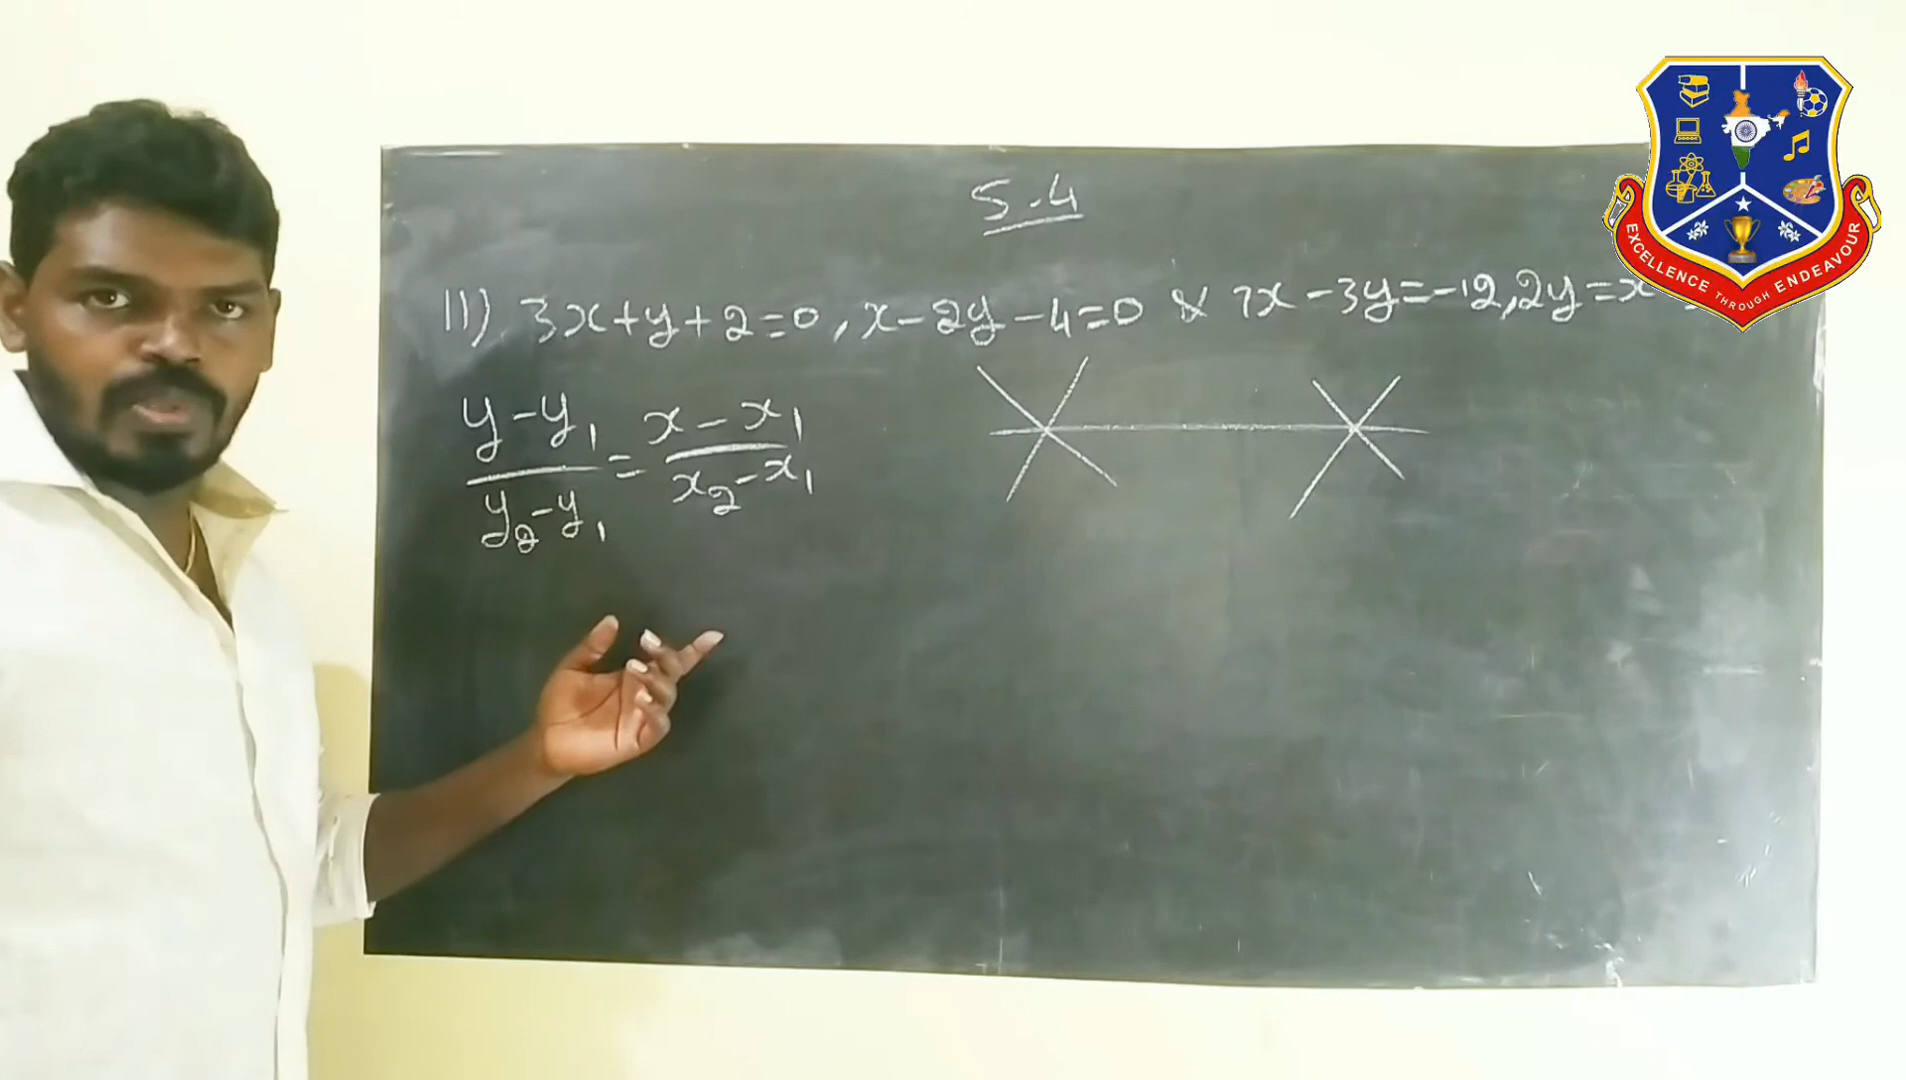 5.4
11) 3x+y+2=0, x-2y-4=0 & 7x-3y=-12, 2y=x
y-y₁/y₂-y₁ = x-x₁/x₂-x₁
EXCELLENCE THROUGH ENDEAVOUR